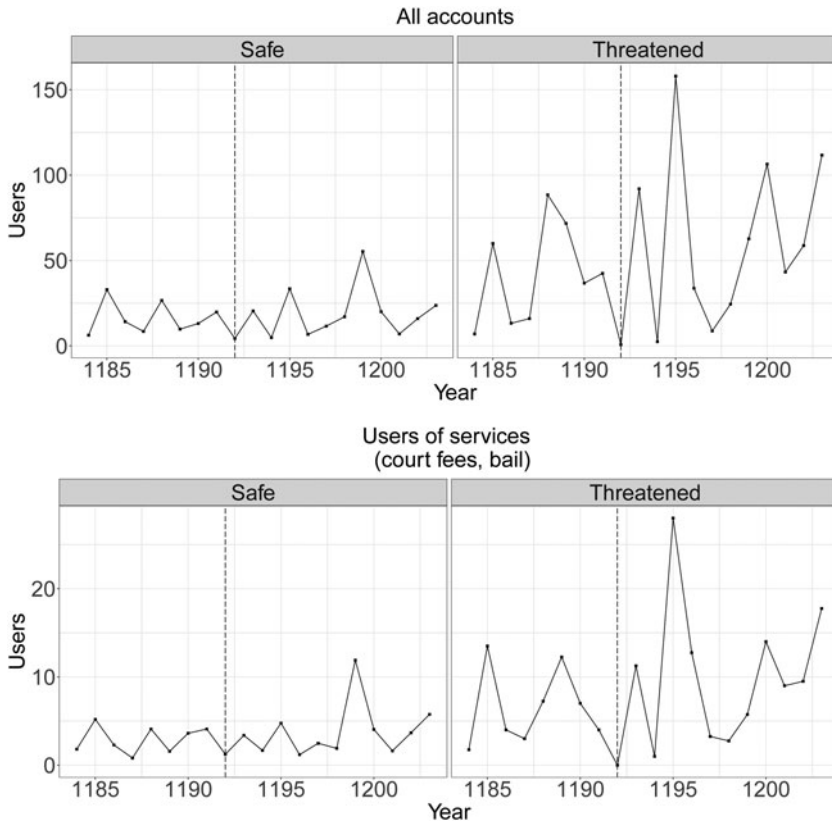 All accounts
Safe
Threatened
150
100
50
0
Users
1185
1190
1195
1200
1185
1190
1195
1200
Year
Users of services
(court fees, bail)
Safe
Threatened
20
10
0
Users
1185
1190
1195
1200
1185
1190
1195
1200
Year